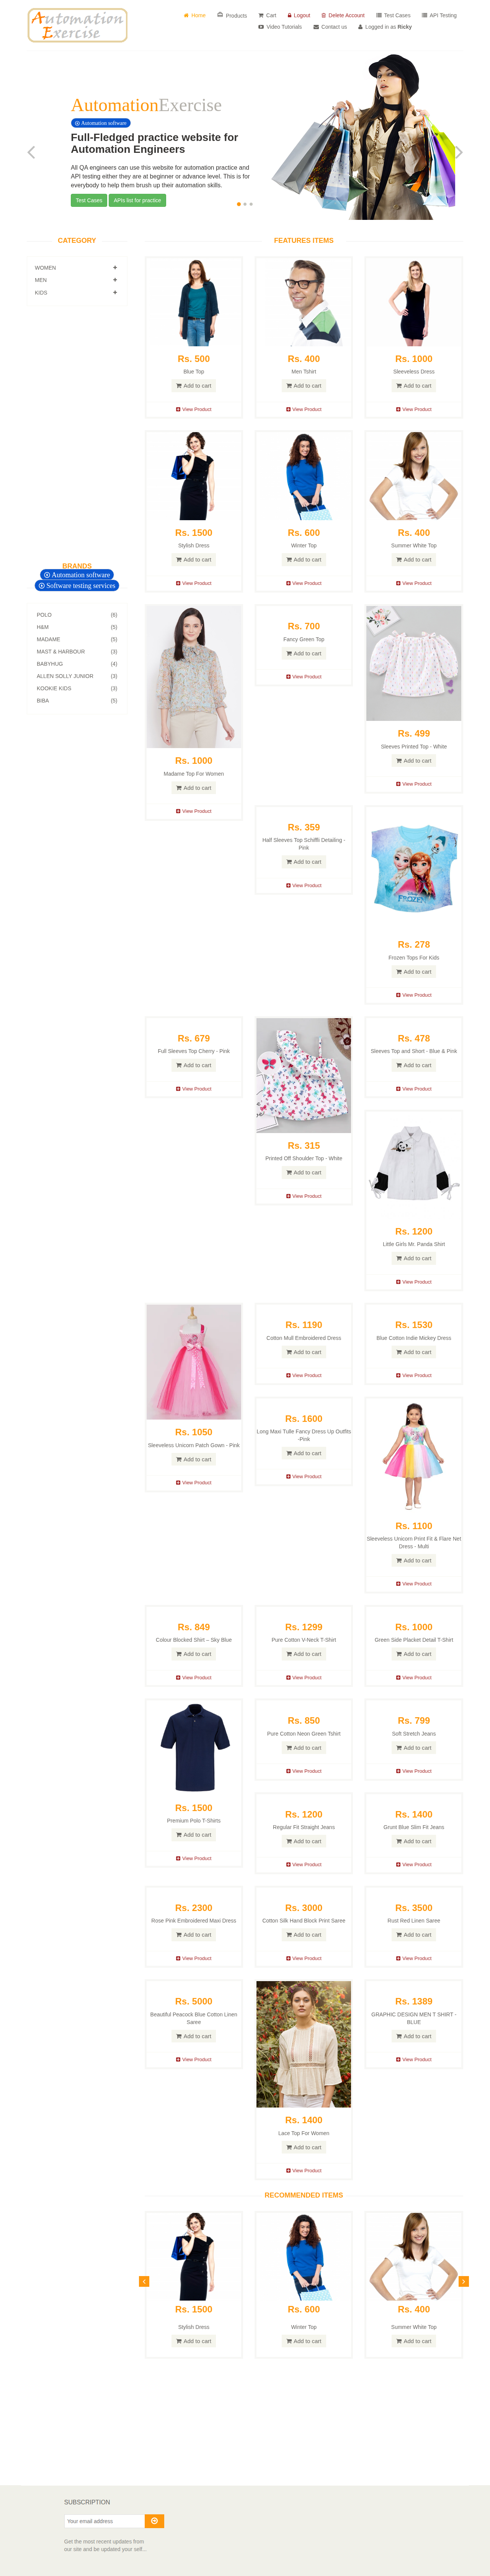 Automation
Exercise
Home
Products
Cart
Logout
Delete Account
Test Cases
API Testing
Video Tutorials
Contact us
Logged in as Ricky
AutomationExercise
Automation software
Full-Fledged practice website for
Automation Engineers
All QA engineers can use this website for automation practice and
API testing either they are at beginner or advance level. This is for
everybody to help them brush up their automation skills.
Test Cases
APIs list for practice
CATEGORY
WOMEN
MEN
KIDS
BRANDS
Automation software
Software testing services
POLO (6)
H&M (5)
MADAME (5)
MAST & HARBOUR (3)
BABYHUG (4)
ALLEN SOLLY JUNIOR (3)
KOOKIE KIDS (3)
BIBA (5)
FEATURES ITEMS
Rs. 500
Blue Top
Add to cart
View Product
Rs. 400
Men Tshirt
Add to cart
View Product
Rs. 1000
Sleeveless Dress
Add to cart
View Product
Rs. 1500
Stylish Dress
Add to cart
View Product
Rs. 600
Winter Top
Add to cart
View Product
Rs. 400
Summer White Top
Add to cart
View Product
Rs. 1000
Madame Top For Women
Add to cart
View Product
Rs. 700
Fancy Green Top
Add to cart
View Product
Rs. 499
Sleeves Printed Top - White
Add to cart
View Product
Rs. 359
Half Sleeves Top Schiffli Detailing -
Pink
Add to cart
View Product
FROZEN
Rs. 278
Frozen Tops For Kids
Add to cart
View Product
Rs. 679
Full Sleeves Top Cherry - Pink
Add to cart
View Product
Rs. 315
Printed Off Shoulder Top - White
Add to cart
View Product
Rs. 478
Sleeves Top and Short - Blue & Pink
Add to cart
View Product
Rs. 1200
Little Girls Mr. Panda Shirt
Add to cart
View Product
Rs. 1050
Sleeveless Unicorn Patch Gown - Pink
Add to cart
View Product
Rs. 1190
Cotton Mull Embroidered Dress
Add to cart
View Product
Rs. 1530
Blue Cotton Indie Mickey Dress
Add to cart
View Product
Rs. 1600
Long Maxi Tulle Fancy Dress Up Outfits
-Pink
Add to cart
View Product
Rs. 1100
Sleeveless Unicorn Print Fit & Flare Net
Dress - Multi
Add to cart
View Product
Rs. 849
Colour Blocked Shirt – Sky Blue
Add to cart
View Product
Rs. 1299
Pure Cotton V-Neck T-Shirt
Add to cart
View Product
Rs. 1000
Green Side Placket Detail T-Shirt
Add to cart
View Product
Rs. 1500
Premium Polo T-Shirts
Add to cart
View Product
Rs. 850
Pure Cotton Neon Green Tshirt
Add to cart
View Product
Rs. 799
Soft Stretch Jeans
Add to cart
View Product
Rs. 1200
Regular Fit Straight Jeans
Add to cart
View Product
Rs. 1400
Grunt Blue Slim Fit Jeans
Add to cart
View Product
Rs. 2300
Rose Pink Embroidered Maxi Dress
Add to cart
View Product
Rs. 3000
Cotton Silk Hand Block Print Saree
Add to cart
View Product
Rs. 3500
Rust Red Linen Saree
Add to cart
View Product
Rs. 5000
Beautiful Peacock Blue Cotton Linen
Saree
Add to cart
View Product
Rs. 1400
Lace Top For Women
Add to cart
View Product
Rs. 1389
GRAPHIC DESIGN MEN T SHIRT -
BLUE
Add to cart
View Product
RECOMMENDED ITEMS
Rs. 1500
Stylish Dress
Add to cart
Rs. 600
Winter Top
Add to cart
Rs. 400
Summer White Top
Add to cart
SUBSCRIPTION
Your email address
Get the most recent updates from
our site and be updated your self...